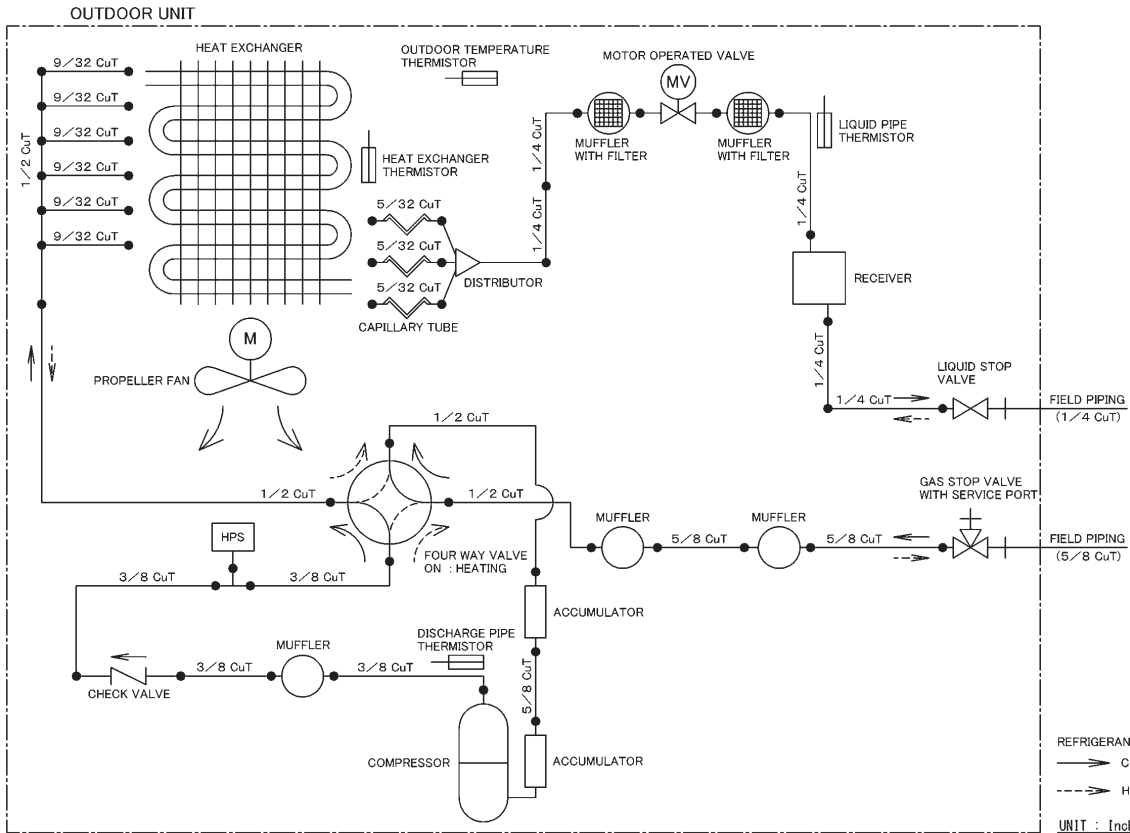 OUTDOOR UNIT
HEAT EXCHANGER
OUTDOOR TEMPERATURE
THERMISTOR
MOTOR OPERATED VALVE
MV
9/32 CuT
9/32 CuT
9/32 CuT
9/32 CuT
9/32 CuT
9/32 CuT
1/2 CuT
HEAT EXCHANGER
THERMISTOR
MUFFLER
WITH FILTER
MUFFLER
WITH FILTER
LIQUID PIPE
THERMISTOR
1/4 CuT
1/4 CuT
1/4 CuT
5/32 CuT
5/32 CuT
5/32 CuT
DISTRIBUTOR
CAPILLARY TUBE
RECEIVER
1/4 CuT
M
PROPELLER FAN
LIQUID STOP
VALVE
1/4 CuT
FIELD PIPING
(1/4 CuT)
1/2 CuT
1/2 CuT
1/2 CuT
GAS STOP VALVE
WITH SERVICE PORT
MUFFLER
MUFFLER
5/8 CuT
5/8 CuT
FIELD PIPING
(5/8 CuT)
HPS
FOUR WAY VALVE
ON : HEATING
3/8 CuT
3/8 CuT
ACCUMULATOR
DISCHARGE PIPE
THERMISTOR
MUFFLER
3/8 CuT
3/8 CuT
CHECK VALVE
5/8 CuT
COMPRESSOR
ACCUMULATOR
REFRIGERAN
C
H
UNIT : Incl